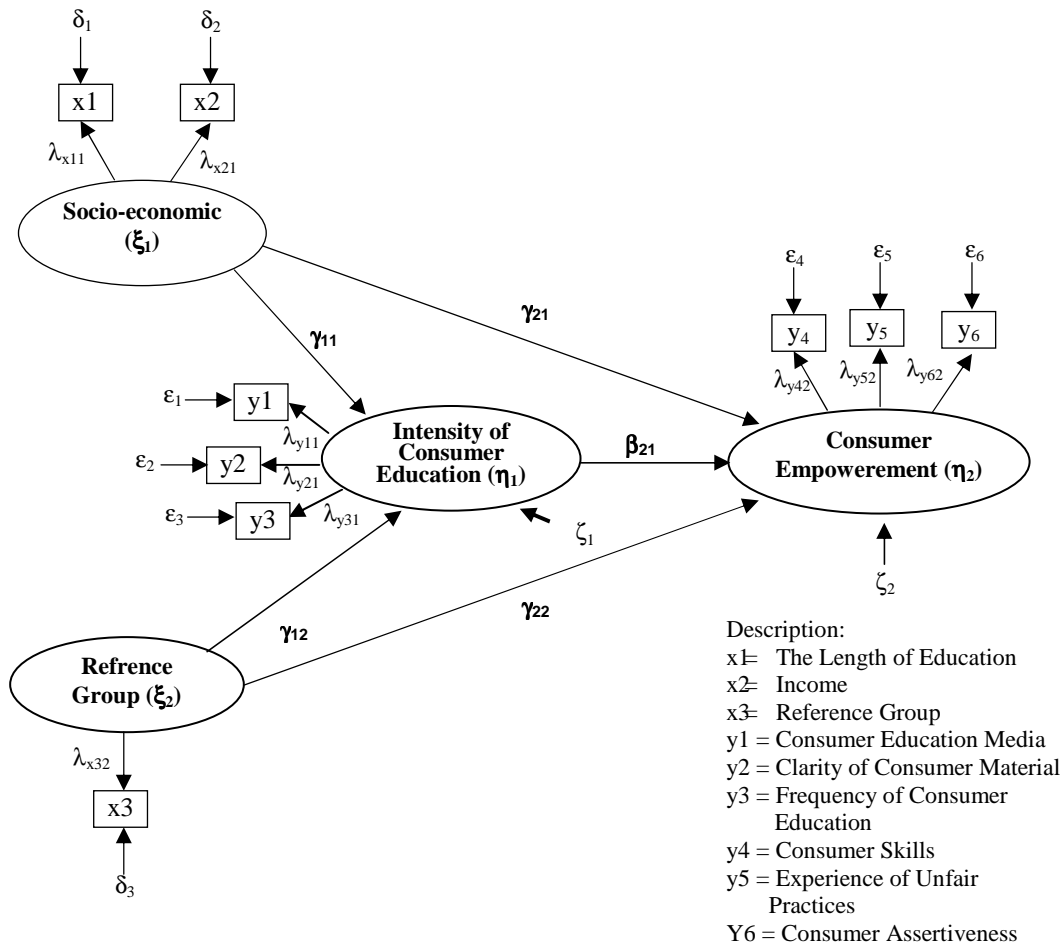 δ1
δ2
x1
x2
λx11
λx21
Socio-economic
(ξ1)
ε4
ε5
ε6
γ21
y4
y5
y6
γ11
λy42
λy52
λy62
ε1
y1
λy11
Intensity of
Consumer
Education (η1)
β21
Consumer
Empowerement (η2)
ε2
y2
λy21
ε3
y3
λy31
ζ1
ζ2
γ12
γ22
Refrence
Group (ξ2)
λx32
x3
δ3
Description:
x1= The Length of Education
x2= Income
x3= Reference Group
y1 = Consumer Education Media
y2 = Clarity of Consumer Material
y3 = Frequency of Consumer
Education
y4 = Consumer Skills
y5 = Experience of Unfair
Practices
Y6 = Consumer Assertiveness